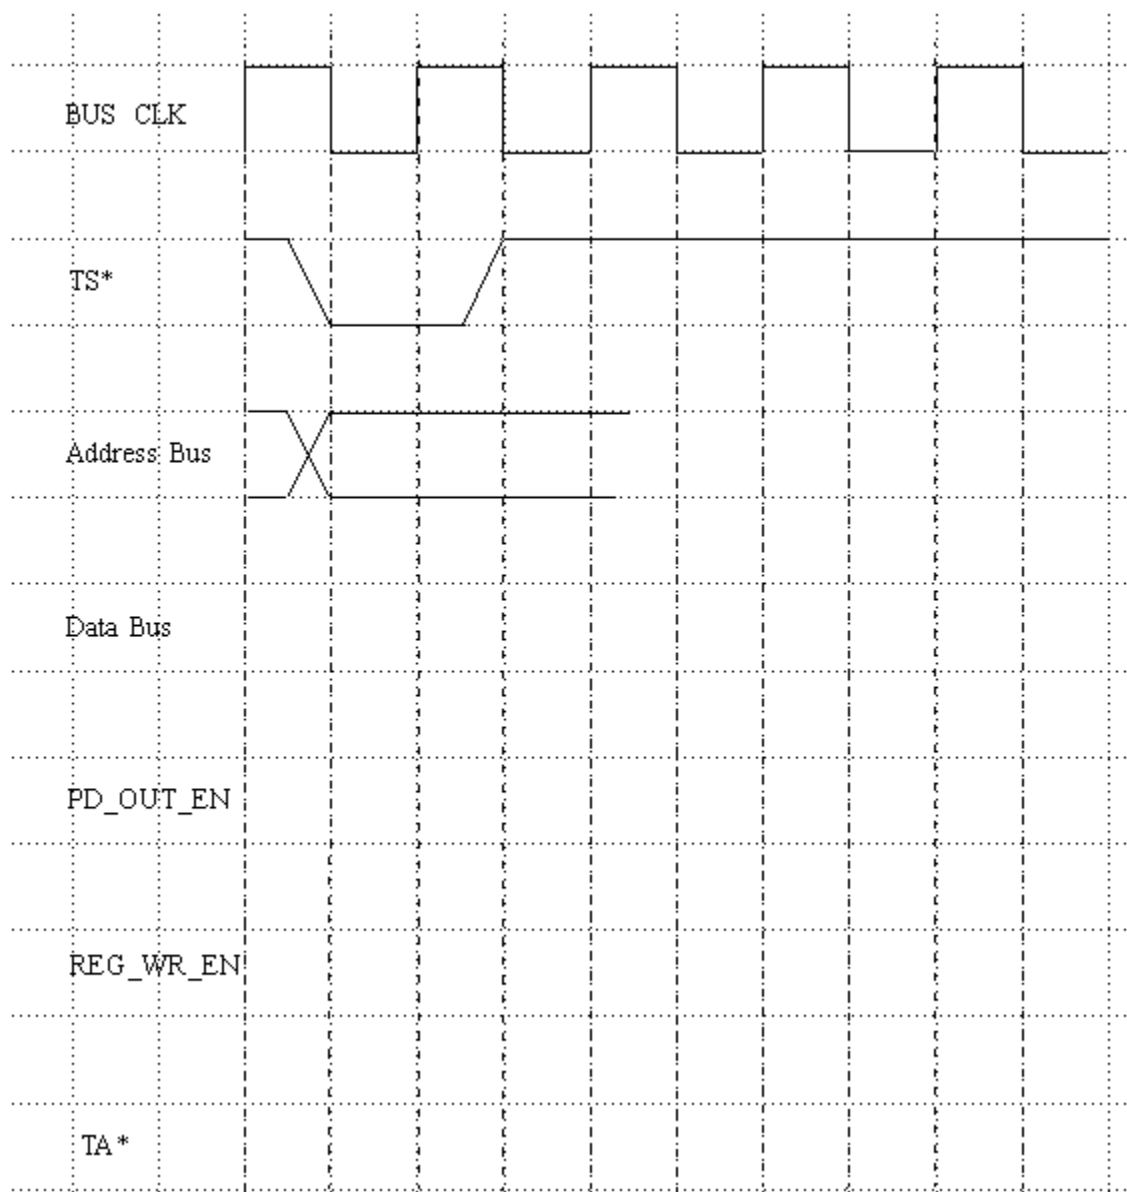 BUS CLK
TS*
Address Bus
Data Bus
PD_OUT_EN
REG_WR_EN
TA*